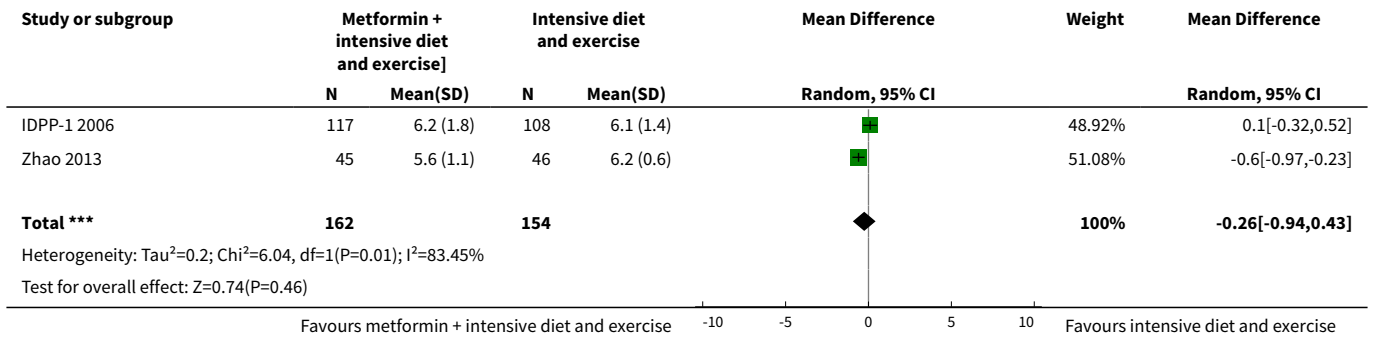 Study or subgroup Metformin + intensive diet and exercise] Intensive diet and exercise Mean Difference Weight Mean Difference
N Mean(SD) N Mean(SD) Random, 95% CI Random, 95% CI
IDPP-1 2006 117 6.2 (1.8) 108 6.1 (1.4) 48.92% 0.1[-0.32,0.52]
Zhao 2013 45 5.6 (1.1) 46 6.2 (0.6) 51.08% -0.6[-0.97,-0.23]
Total *** 162 154 100% -0.26[-0.94,0.43]
Heterogeneity: Tau²=0.2; Chi²=6.04, df=1(P=0.01); I²=83.45%
Test for overall effect: Z=0.74(P=0.46)
Favours metformin + intensive diet and exercise -10 -5 0 5 10 Favours intensive diet and exercise